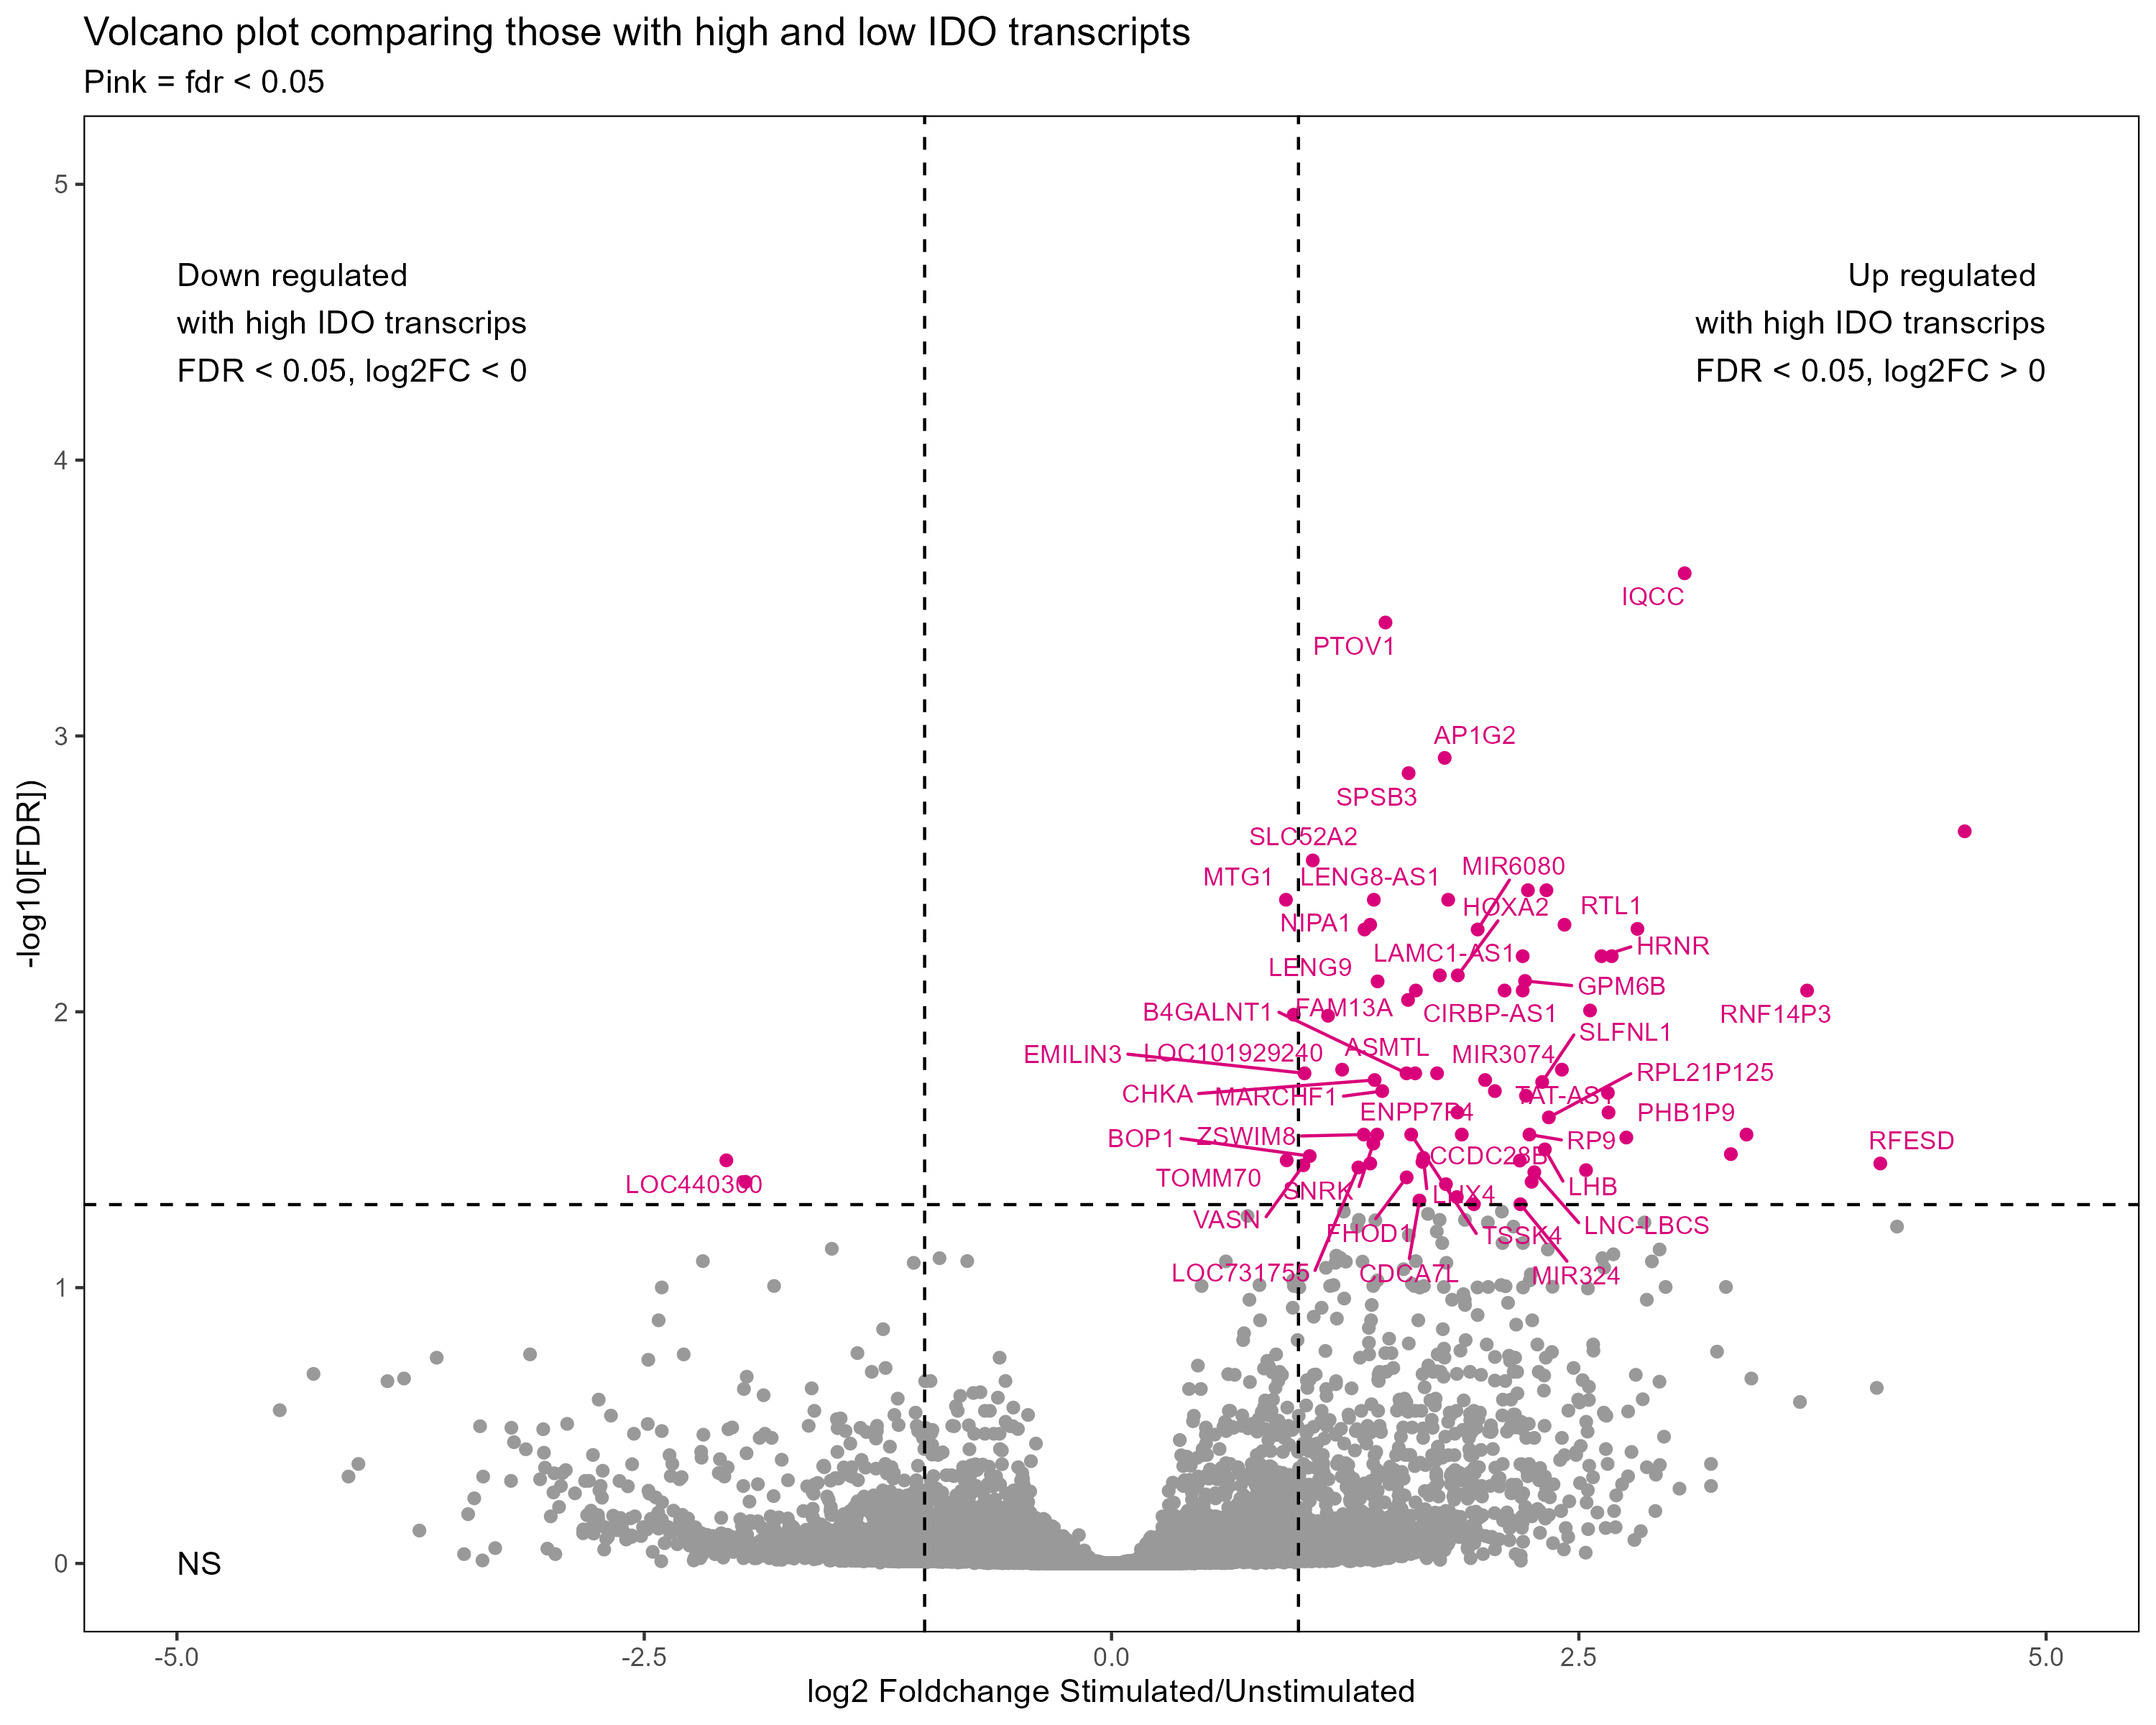 Volcano plot comparing those with high and low IDO transcripts
Pink = fdr < 0.05
-log10[FDR])
5
4
3
2
1
0
Down regulated
with high IDO transcrips
FDR < 0.05, log2FC < 0
Up regulated
with high IDO transcrips
FDR < 0.05, log2FC > 0
IQCC
PTOV1
AP1G2
SPSB3
SLC52A2
MIR6080
MTG1
LENG8-AS1
HOXA2
RTL1
NIPA1
HRNR
LAMC1-AS1
LENG9
GPM6B
B4GALNT1
FAM13A
CIRBP-AS1
RNF14P3
SLFNL1
EMILIN3
LOC101929240
ASMTL
MIR3074
RPL21P125
CHKA
MARCHF1
TAT-AS1
ENPP7P4
PHB1P9
BOP1
ZSWIM8
RP9
RFESD
CCDC28B
TOMM70
LOC440300
SNRK
LHX4
LHB
VASN
FHOD1
TSSK4
LNC-LBCS
LOC731755
CDCA7L
MIR324
NS
-5.0
-2.5
0.0
2.5
5.0
log2 Foldchange Stimulated/Unstimulated